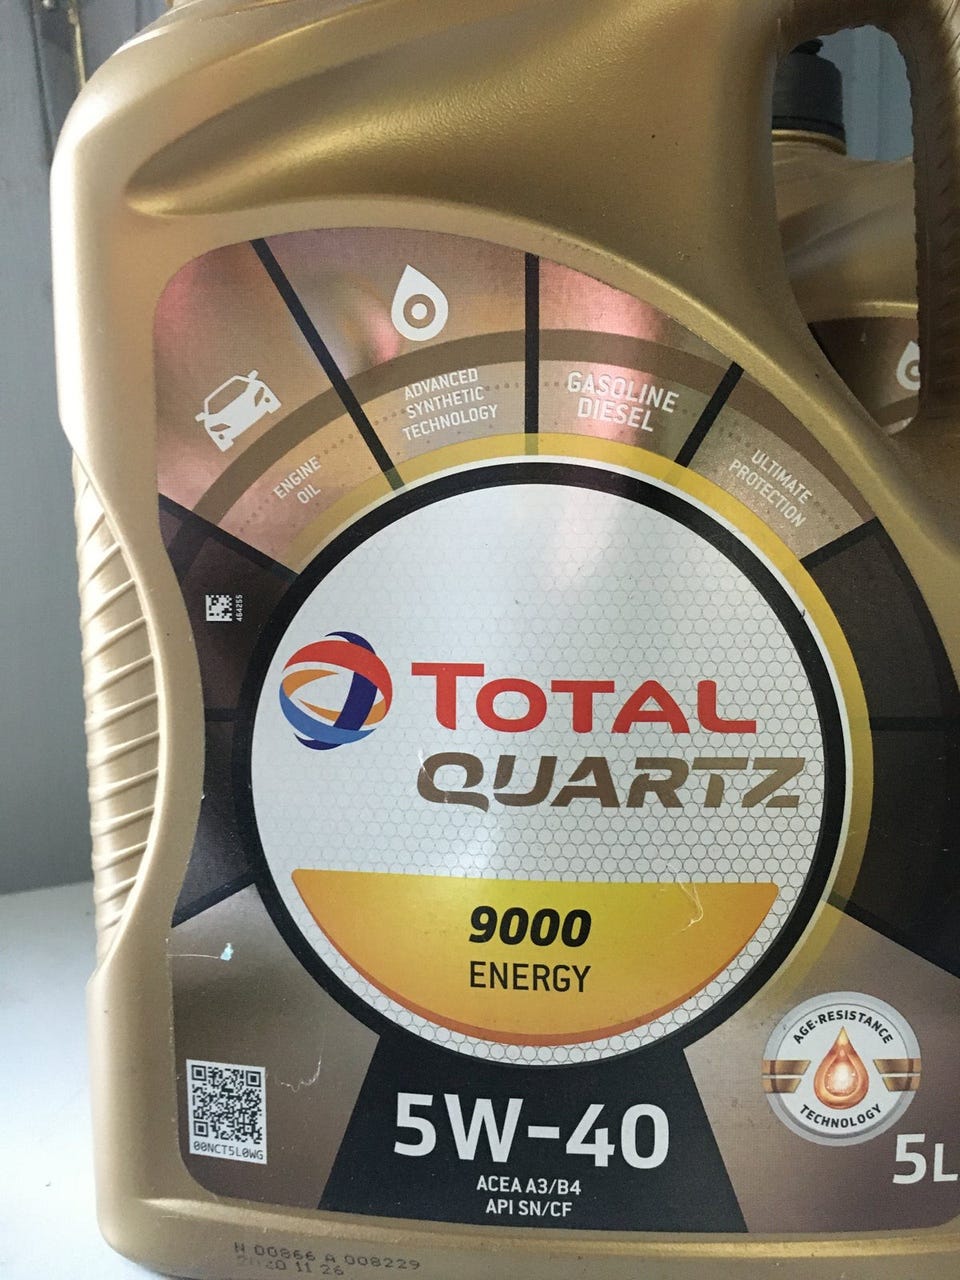 ENGINE
OIL
ADVANCED
SYNTHETIC
TECHNOLOGY
GASOLINE
DIESEL
ULTIMATE
PROTECTION
464255
TOTAL
QUARTZ
9000
ENERGY
AGE-RESISTANCE
TECHNOLOGY
00NCT5L0WG
5W-40
ACEA A3/B4
API SN/CF
5L
N 00866 A 008229
2020 11 26